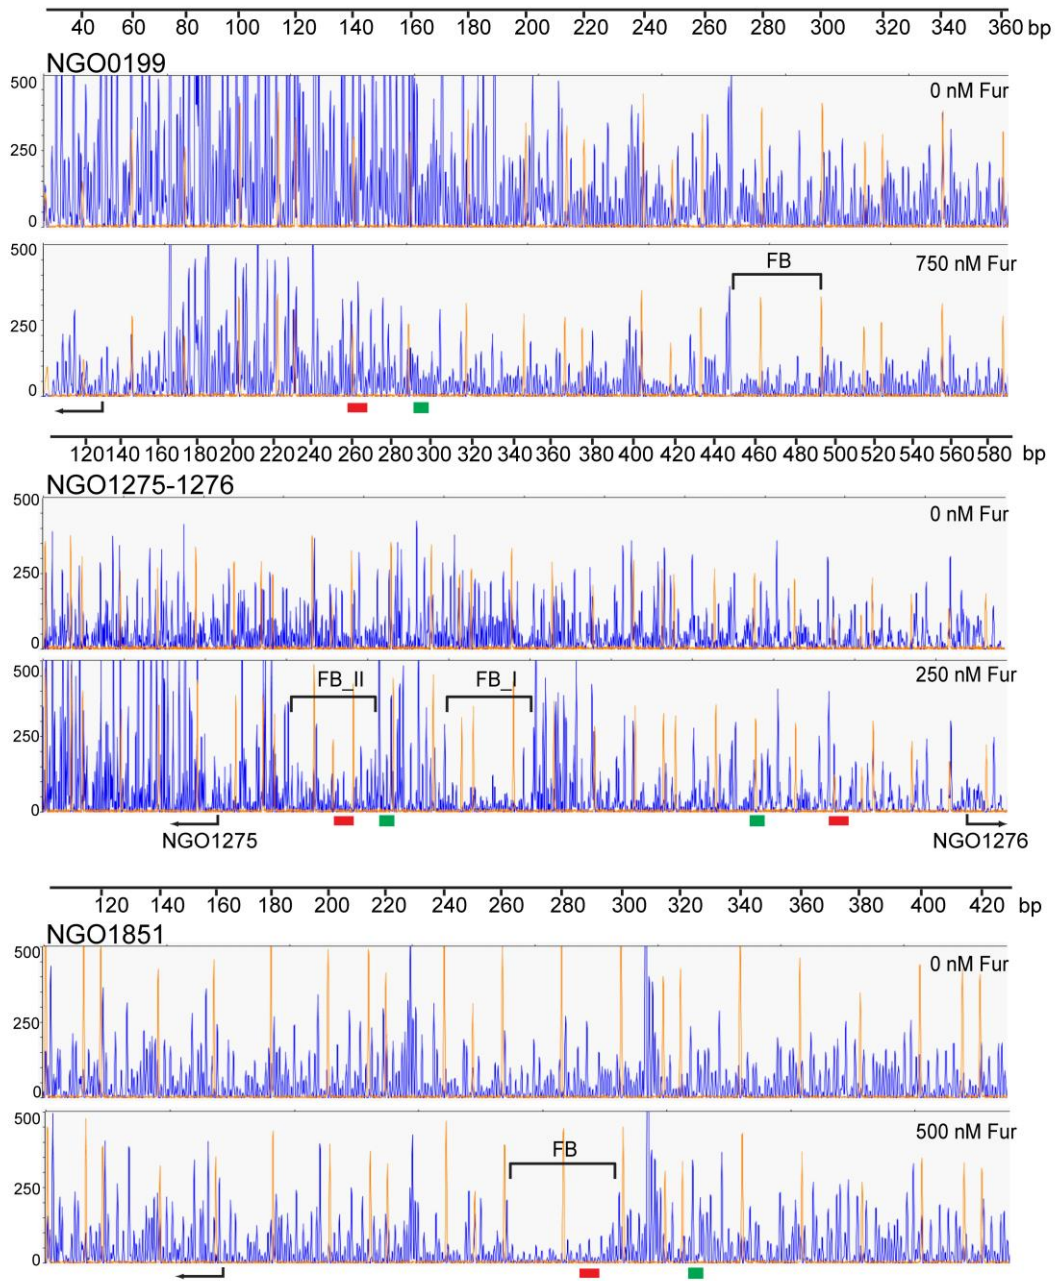 40 60 80 100 120 140 160 180 200 220 240 260 280 300 320 340 360 bp
NGO0199
500 0 nM Fur
250
0
500 750 nM Fur
FB
250
0
120 140 160 180 200 220 240 260 280 300 320 340 360 380 400 420 440 460 480 500 520 540 560 580 bp
NGO1275-1276
500 0 nM Fur
250
0
500 250 nM Fur
FB_II FB_I
250
0
NGO1275 NGO1276
120 140 160 180 200 220 240 260 280 300 320 340 360 380 400 420 bp
NGO1851
500 0 nM Fur
250
0
500 500 nM Fur
FB
250
0